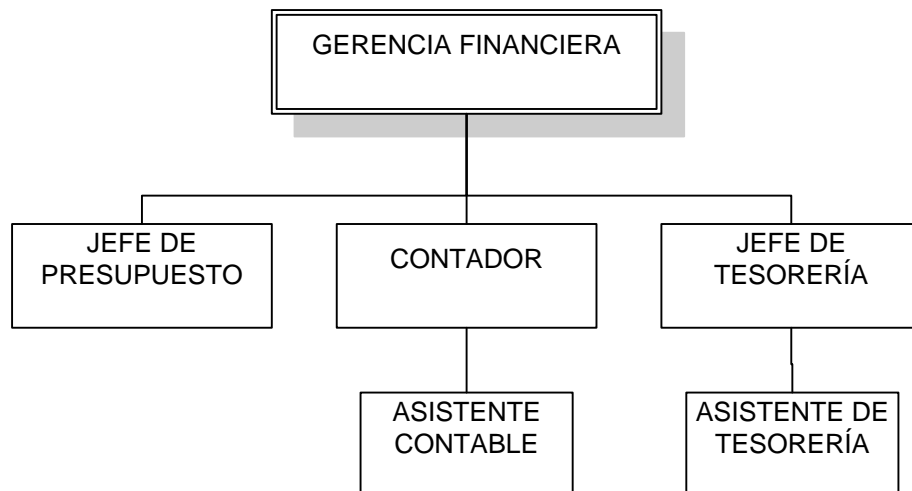 GERENCIA FINANCIERA
JEFE DE
PRESUPUESTO
CONTADOR
JEFE DE
TESORERÍA
ASISTENTE
CONTABLE
ASISTENTE DE
TESORERÍA